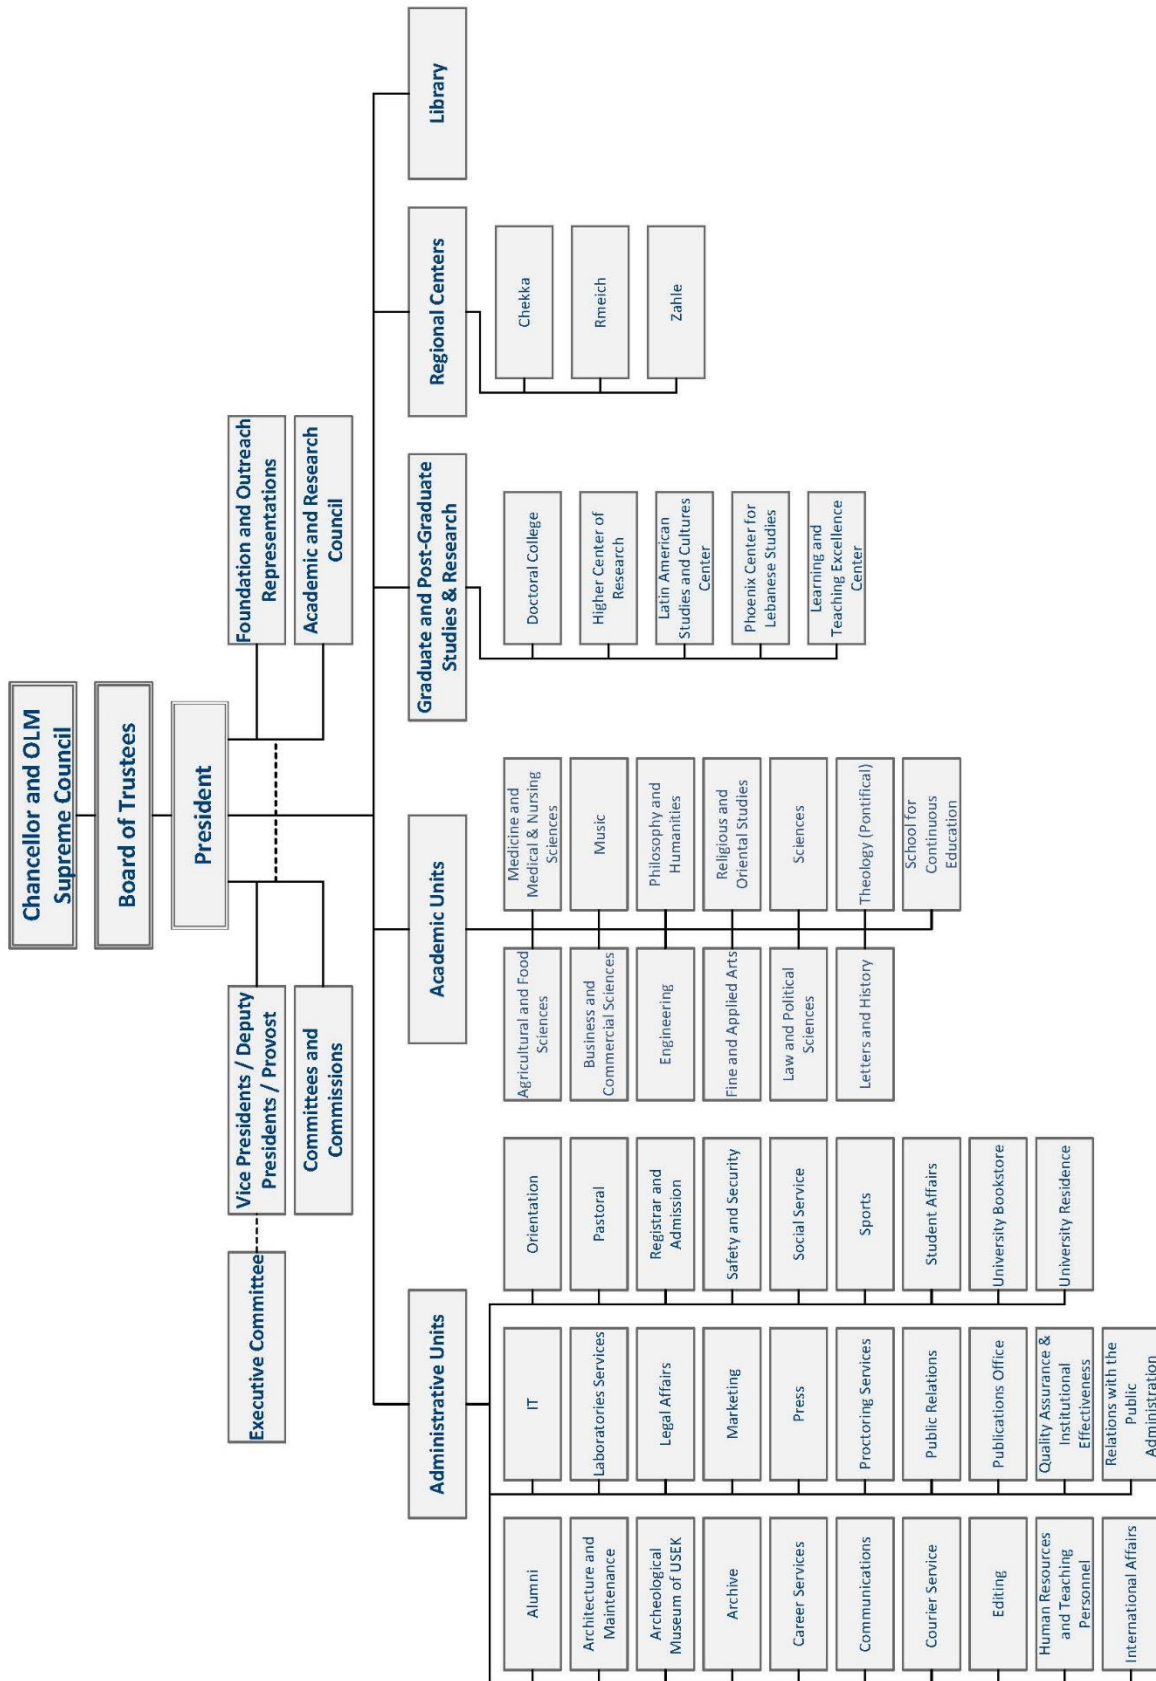 Chancellor and OLM
Supreme Council
Board of Trustees
President
Executive Committee
Vice Presidents / Deputy
Presidents / Provost
Committees and
Commissions
Foundation and Outreach
Representations
Academic and Research
Council
Administrative Units
Academic Units
Graduate and Post-Graduate
Studies & Research
Regional Centers
Library
Alumni
Architecture and
Maintenance
Archeological
Museum of USEK
Archive
Career Services
Communications
Courier Service
Editing
Human Resources
and Teaching
Personnel
International Affairs
IT
Laboratories Services
Legal Affairs
Marketing
Press
Proctoring Services
Public Relations
Publications Office
Quality Assurance &
Institutional
Effectiveness
Relations with the
Public
Administration
Orientation
Pastoral
Registrar and
Admission
Safety and Security
Social Service
Sports
Student Affairs
University Bookstore
University Residence
Agricultural and Food
Sciences
Business and
Commercial Sciences
Engineering
Fine and Applied Arts
Law and Political
Sciences
Letters and History
Medicine and
Medical & Nursing
Sciences
Music
Philosophy and
Humanities
Religious and
Oriental Studies
Sciences
Theology (Pontifical)
School for
Continuous
Education
Doctoral College
Higher Center of
Research
Latin American
Studies and Cultures
Center
Phoenix Center for
Lebanese Studies
Learning and
Teaching Excellence
Center
Chekka
Rmeich
Zahle